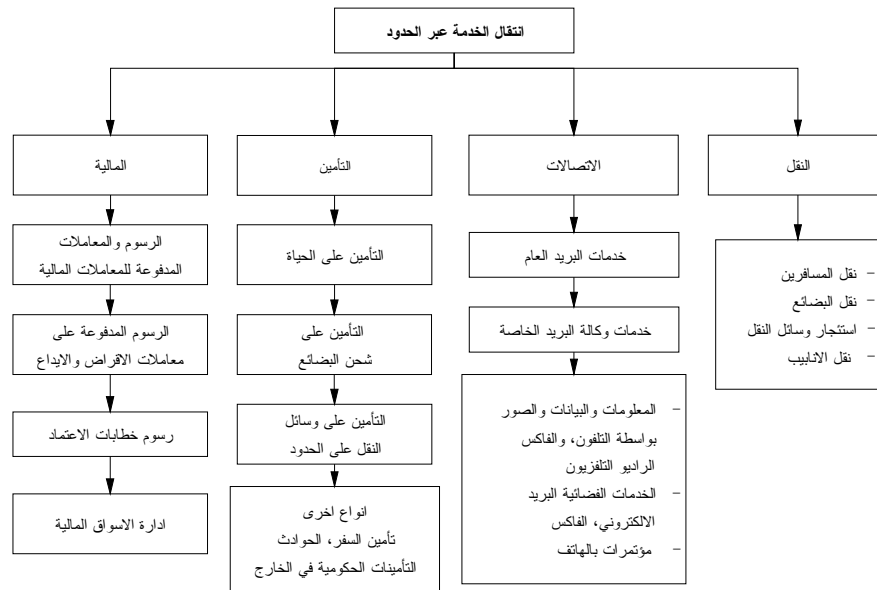 انتقال الخدمة عبر الحدود
النقل
- نقل المسافرين
- نقل البضائع
- استئجار وسائل النقل
- نقل الانابيب
الاتصالات
خدمات البريد العام
خدمات وكالة البريد الخاصة
- المعلومات والبيانات والصور
بواسطة التلفون، والفاكس
الراديو التلفزيون
- الخدمات الفضائية البريد
الالكتروني، الفاكس
- مؤتمرات بالهاتف
التأمين
التأمين على الحياة
التأمين على
شحن البضائع
التأمين على وسائل
النقل على الحدود
انواع اخرى
تأمين السفر، الحوادث
التأمينات الحكومية في الخارج
المالية
الرسوم والمعاملات
المدفوعة للمعاملات المالية
الرسوم المدفوعة على
معاملات الاقراض والايداع
رسوم خطابات الاعتماد
ادارة الاسواق المالية